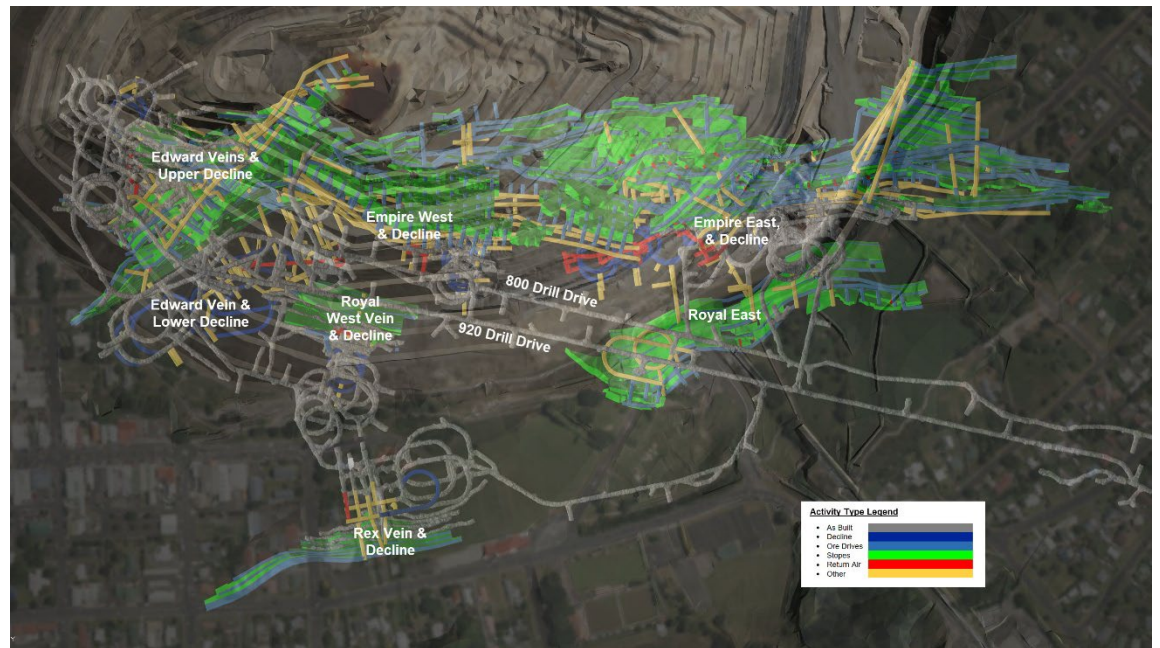 Edward Veins &
Upper Decline
Empire West
& Decline
Empire East,
& Decline
800 Drill Drive
Edward Vein &
Lower Decline
Royal
West Vein
& Decline
Royal East
920 Drill Drive
Rex Vein &
Decline
Activity Type Legend
• As Built
• Decline
• Ore Drives
• Slopes
• Return Air
• Other